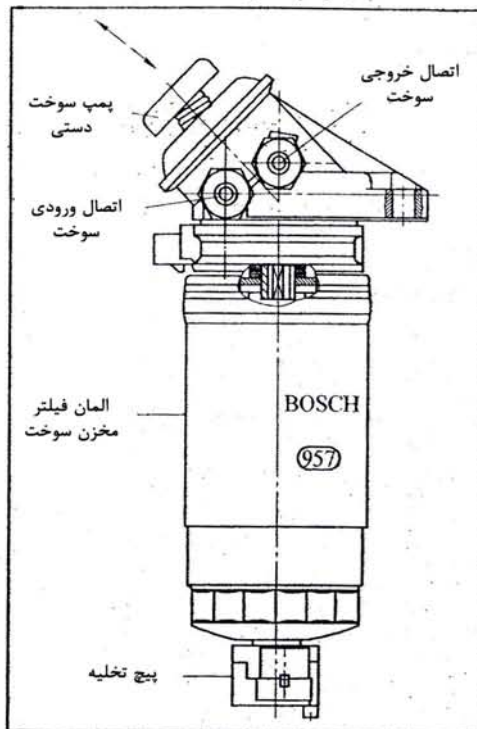 اتصال خروجی
سوخت
پمپ سوخت
دستی
اتصال ورودی
سوخت
المان فیلتر
مخزن سوخت
BOSCH
957
پیچ تخلیه